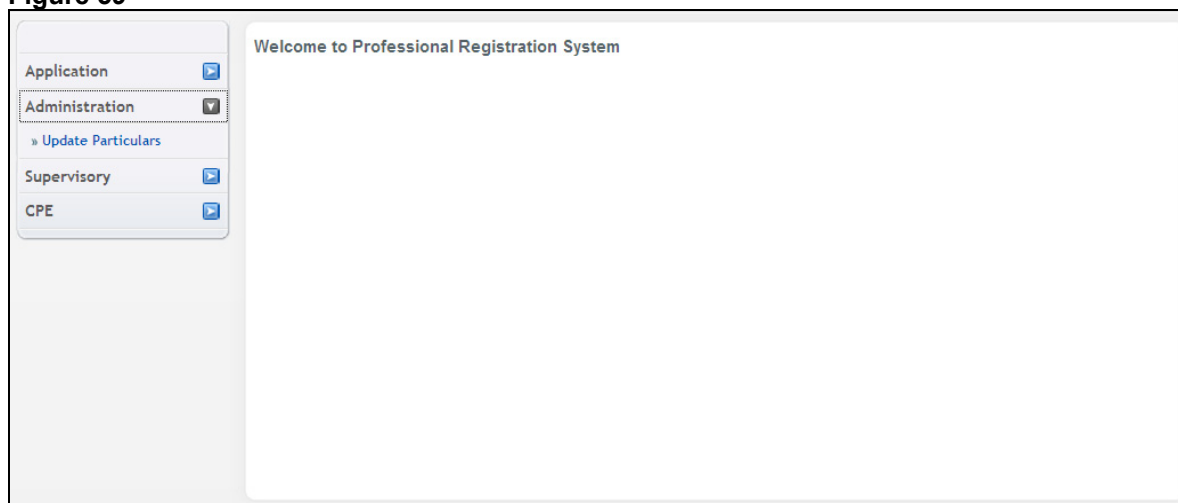 Welcome to Professional Registration System
Application
Administration
» Update Particulars
Supervisory
CPE